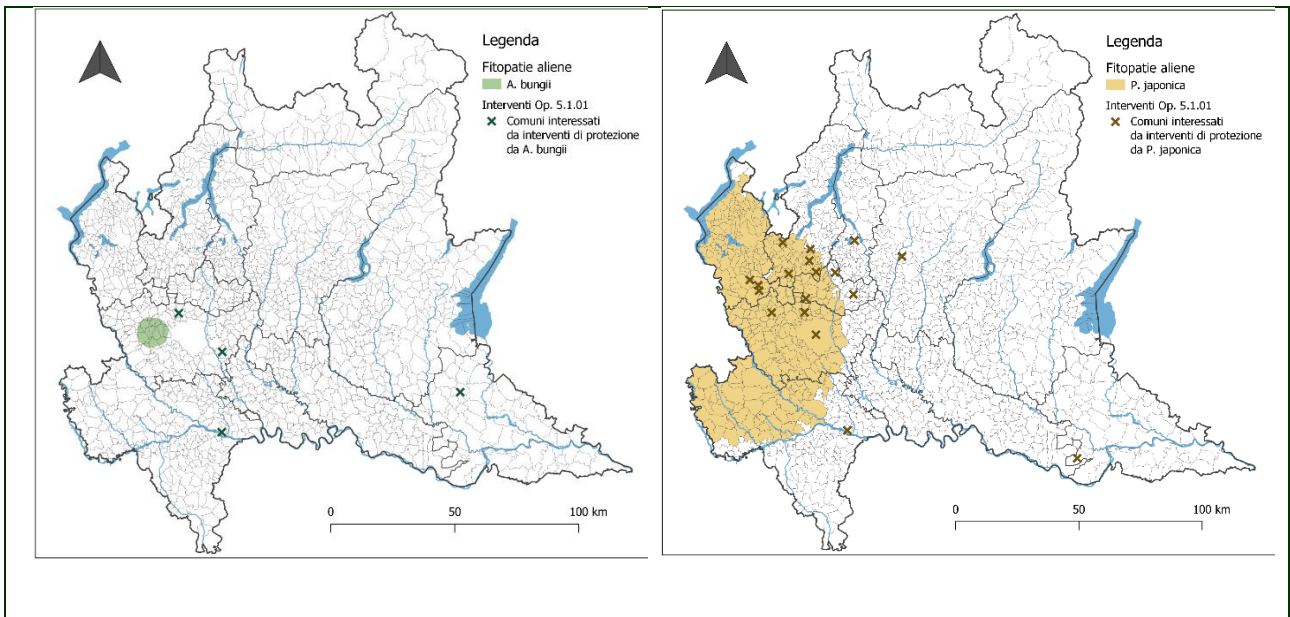 Legenda
Fitopatie aliene
A. bungii
Interventi Op. 5.1.01
Comuni interessati
da interventi di protezione
da A. bungii
0 50 100 km
Legenda
Fitopatie aliene
P. japonica
Interventi Op. 5.1.01
Comuni interessati
da interventi di protezione
da P. japonica
0 50 100 km